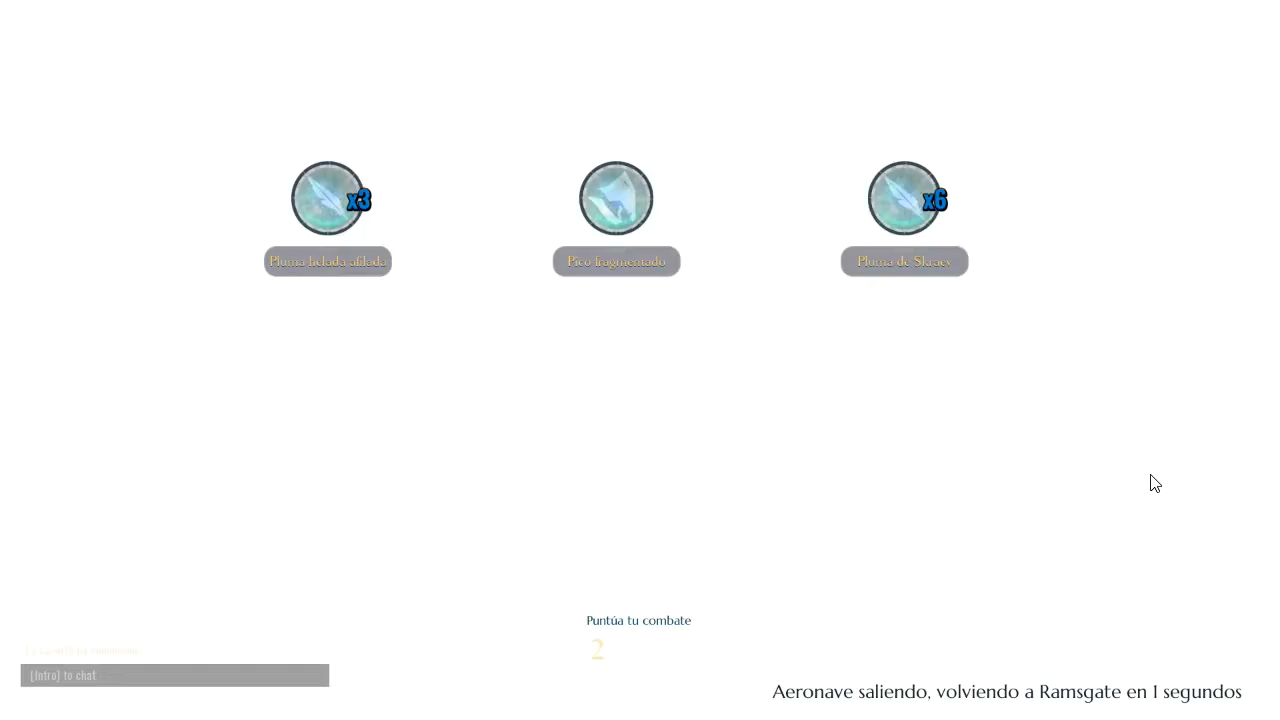 x3
x6
Pluma helada afilada
Pico fragmentado
Pluma de Skraev
Puntúa tu combate
2
[Intro] to chat
Aeronave saliendo, volviendo a Ramsgate en 1 segundos